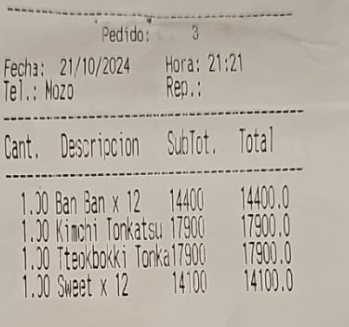 Pedido: 3
Fecha: 21/10/2024 Hora: 21:21
Tel.: Mozo Rep.:
Cant. Descripcion SubTot. Total
1.00 Ban Ban x 12 14400 14400.0
1.00 Kimchi Tonkatsu 17900 17900.0
1.00 Tteokbokki Tonka17900 17900.0
1.00 Sweet x 12 14100 14100.0